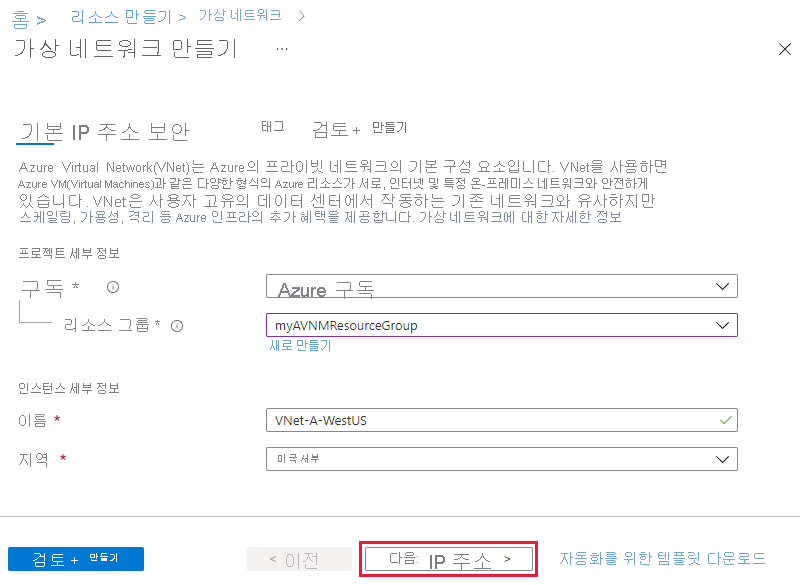 홈 > 리소스 만들기 > 가상 네트워크 >
가상 네트워크 만들기 ...
기본 IP 주소 보안 태그 검토 + 만들기
Azure Virtual Network(VNet)는 Azure의 프라이빗 네트워크의 기본 구성 요소입니다. VNet을 사용하면
Azure VM(Virtual Machines)과 같은 다양한 형식의 Azure 리소스가 서로, 인터넷 및 특정 온-프레미스 네트워크와 안전하게
있습니다. VNet은 사용자 고유의 데이터 센터에서 작동하는 기존 네트워크와 유사하지만
스케일링, 가용성, 격리 등 Azure 인프라의 추가 혜택을 제공합니다. 가상 네트워크에 대한 자세한 정보
프로젝트 세부 정보
구독 * Azure 구독
리소스 그룹 * myAVNMResourceGroup
새로 만들기
인스턴스 세부 정보
이름 * VNet-A-WestUS
지역 * 미국 서부
검토 + 만들기 < 이전 다음: IP 주소 > 자동화를 위한 템플릿 다운로드